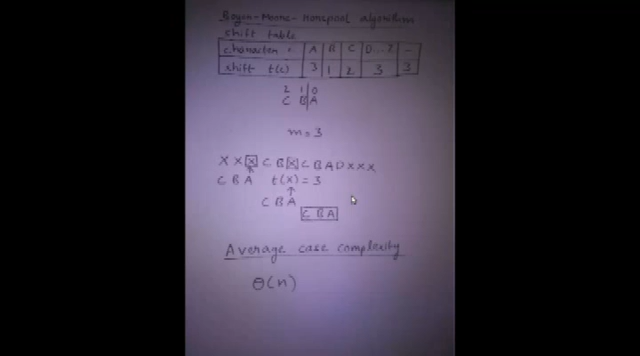 Boyer-Moore-Horspool algorithm
shift table
character c A B C D...Z -
shift t(c) 3 1 2 3 3
2 1 0
C B A
m = 3
X X X C B X C B A D X X X
C B A t(X) = 3
C B A
C B A
Average case complexity
Θ(n)